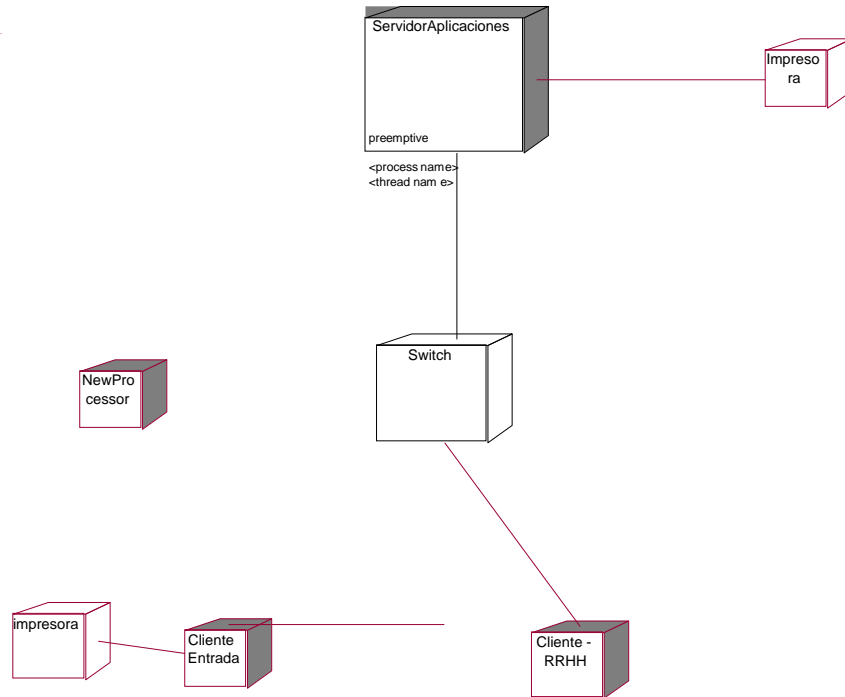 ServidorAplicaciones
Impreso
ra
preemptive
<process name>
<thread nam e>
Switch
NewPro
cessor
impresora
Cliente
Entrada
Cliente -
RRHH